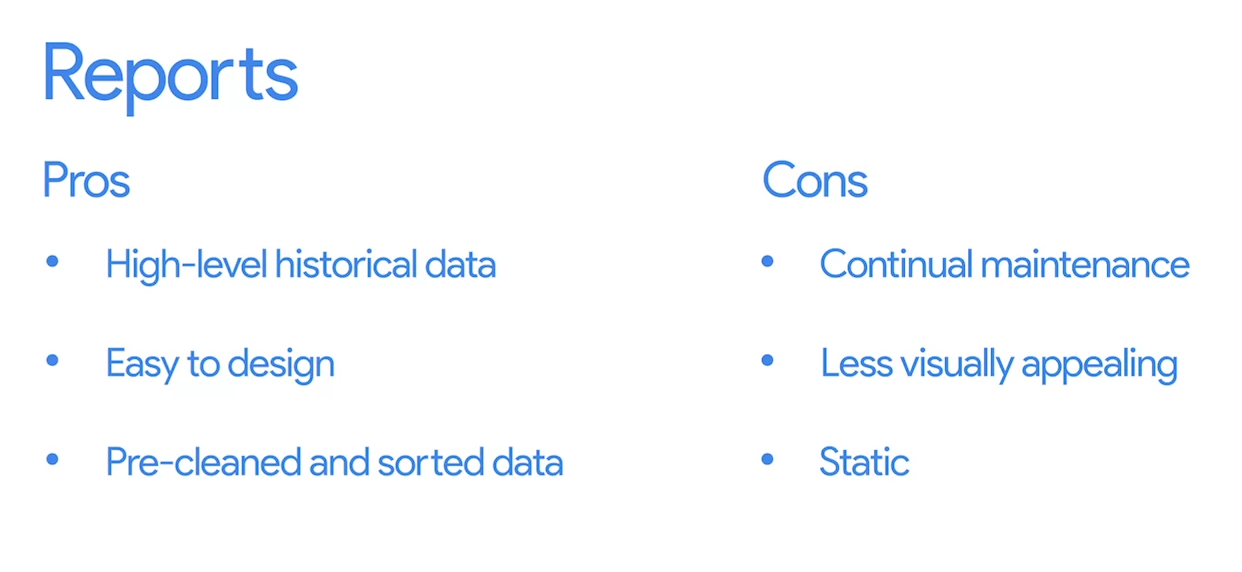 Reports
Pros
High-level historical data
Easy to design
Pre-cleaned and sorted data
Cons
Continual maintenance
Less visually appealing
Static